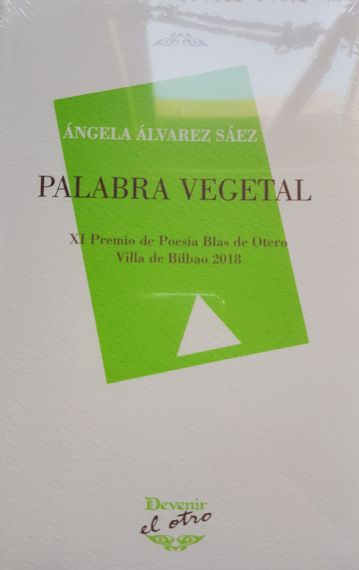 ÁNGELA ÁLVAREZ SÁEZ
PALABRA VEGETAL
XI Premio de Poesía Blas de Otero
Villa de Bilbao 2018
Devenir
el otro